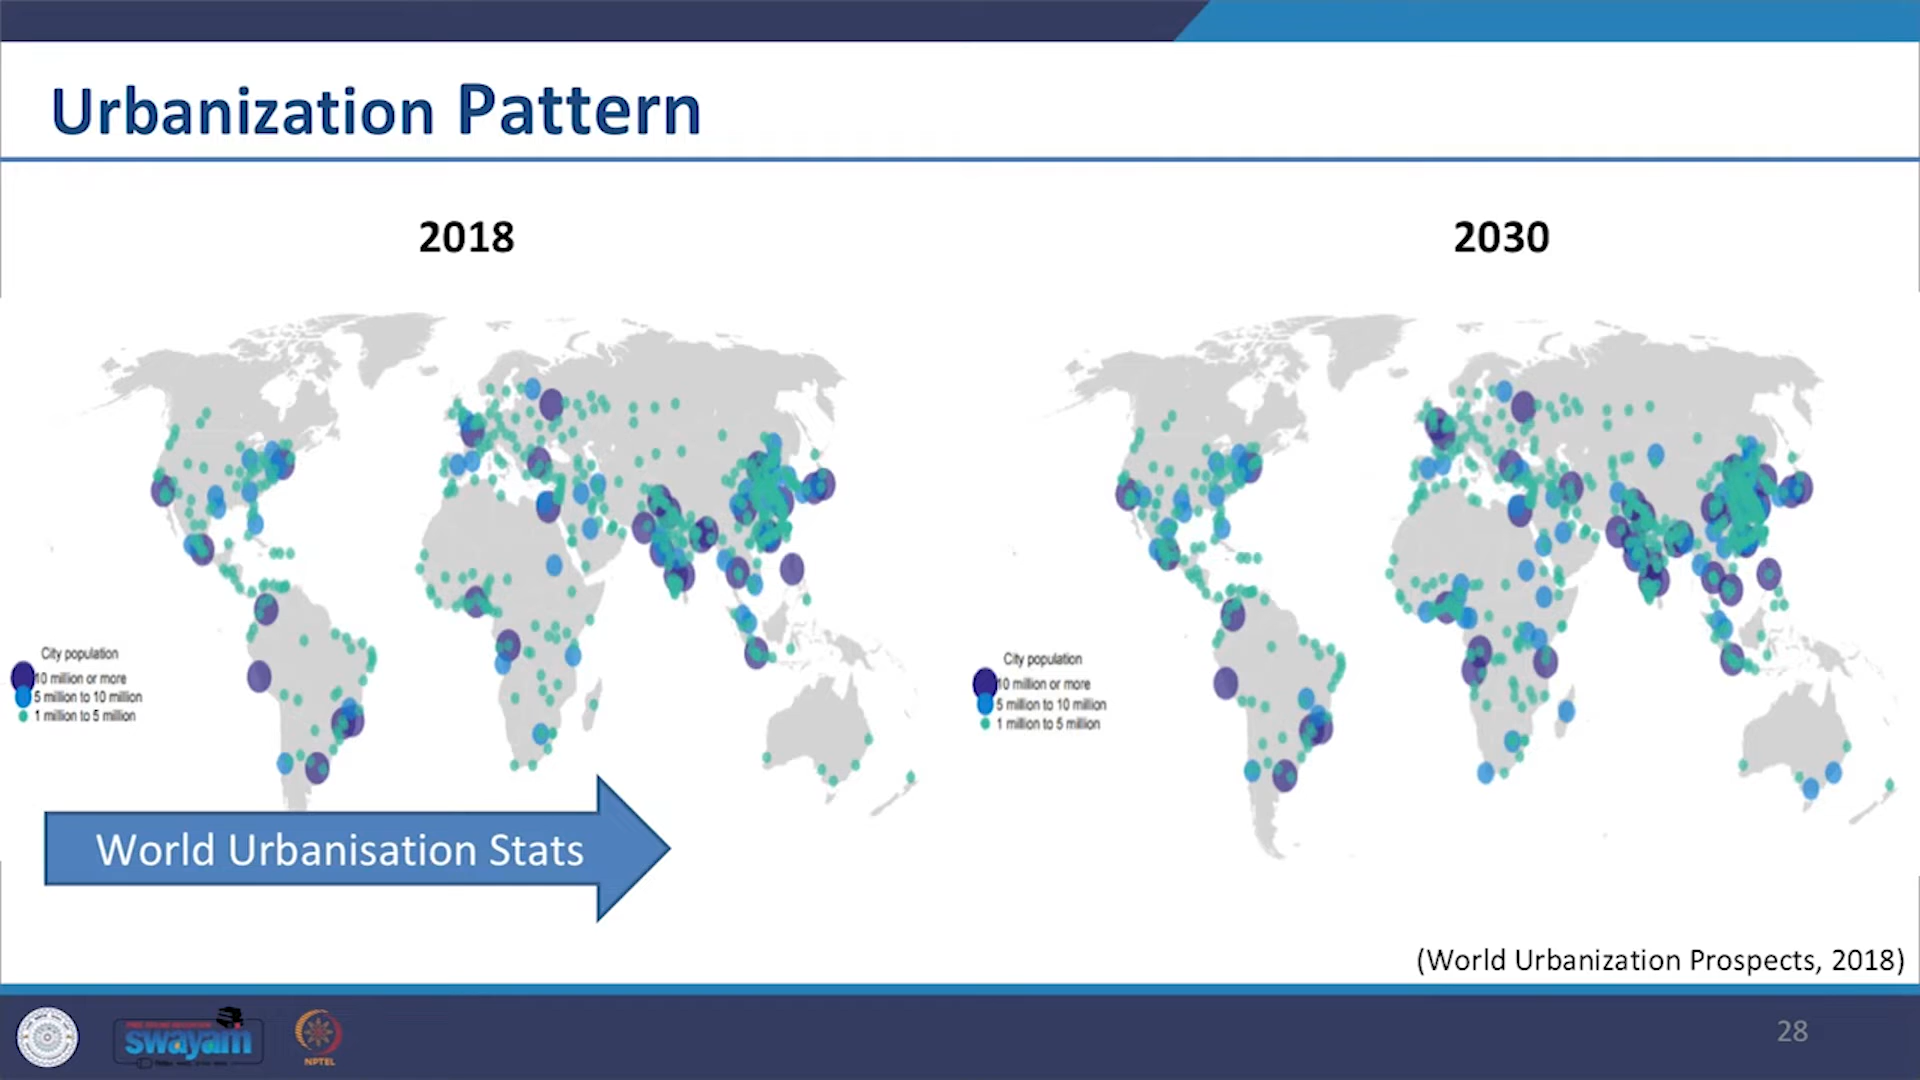 Urbanization Pattern
2018
2030
City population
10 million or more
5 million to 10 million
1 million to 5 million
City population
10 million or more
5 million to 10 million
1 million to 5 million
World Urbanisation Stats
(World Urbanization Prospects, 2018)
swayam
NPTEL
28